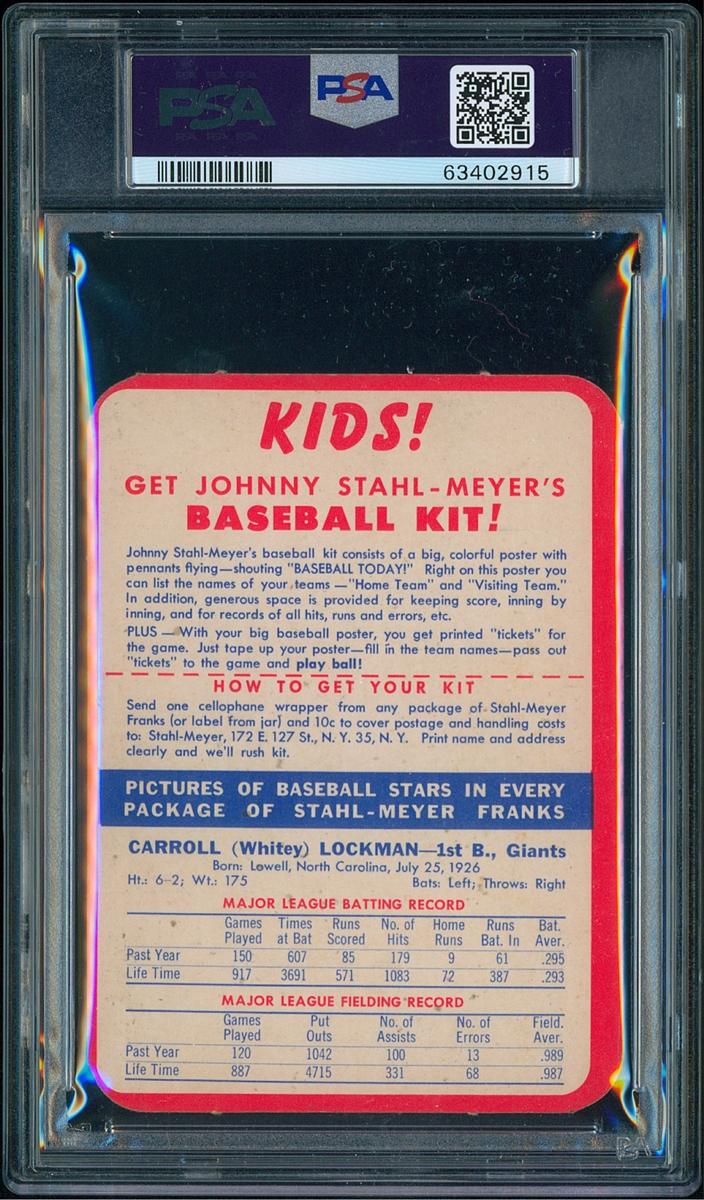 PSA
PSA
63402915
KIDS!
GET JOHNNY STAHL-MEYER'S
BASEBALL KIT!
Johnny Stahl-Meyer's baseball kit consists of a big, colorful poster with
pennants flying—shouting "BASEBALL TODAY!" Right on this poster you
can list the names of your teams —"Home Team" and "Visiting Team."
In addition, generous space is provided for keeping score, inning by
inning, and for records of all hits, runs and errors, etc.
PLUS — With your big baseball poster, you get printed "tickets" for
the game. Just tape up your poster—fill in the team names—pass out
"tickets" to the game and play ball!
HOW TO GET YOUR KIT
Send one cellophane wrapper from any package of Stahl-Meyer
Franks (or label from jar) and 10c to cover postage and handling costs
to: Stahl-Meyer, 172 E. 127 St., N. Y. 35, N. Y. Print name and address
clearly and we'll rush kit.
PICTURES OF BASEBALL STARS IN EVERY
PACKAGE OF STAHL-MEYER FRANKS
CARROLL (Whitey) LOCKMAN—1st B., Giants
Born: Lowell, North Carolina, July 25, 1926
Ht.: 6-2; Wt.: 175 Bats: Left; Throws: Right
MAJOR LEAGUE BATTING RECORD
Games Times Runs No. of Home Runs Bat.
Played at Bat Scored Hits Runs Bat. In Aver.
Past Year 150 607 85 179 9 61 .295
Life Time 917 3691 571 1083 72 387 .293
MAJOR LEAGUE FIELDING RECORD
Games Put No. of No. of Field.
Played Outs Assists Errors Aver.
Past Year 120 1042 100 13 .989
Life Time 887 4715 331 68 .987